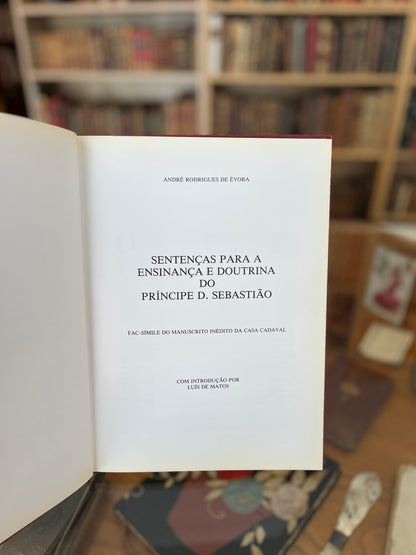 ANDRÉ RODRIGUES DE ÉVORA
SENTENÇAS PARA A
ENSINANÇA E DOUTRINA
DO
PRÍNCIPE D. SEBASTIÃO
FAC-SÍMILE DO MANUSCRITO INÉDITO DA CASA CADAVAL
COM INTRODUÇÃO POR
LUÍS DE MATOS